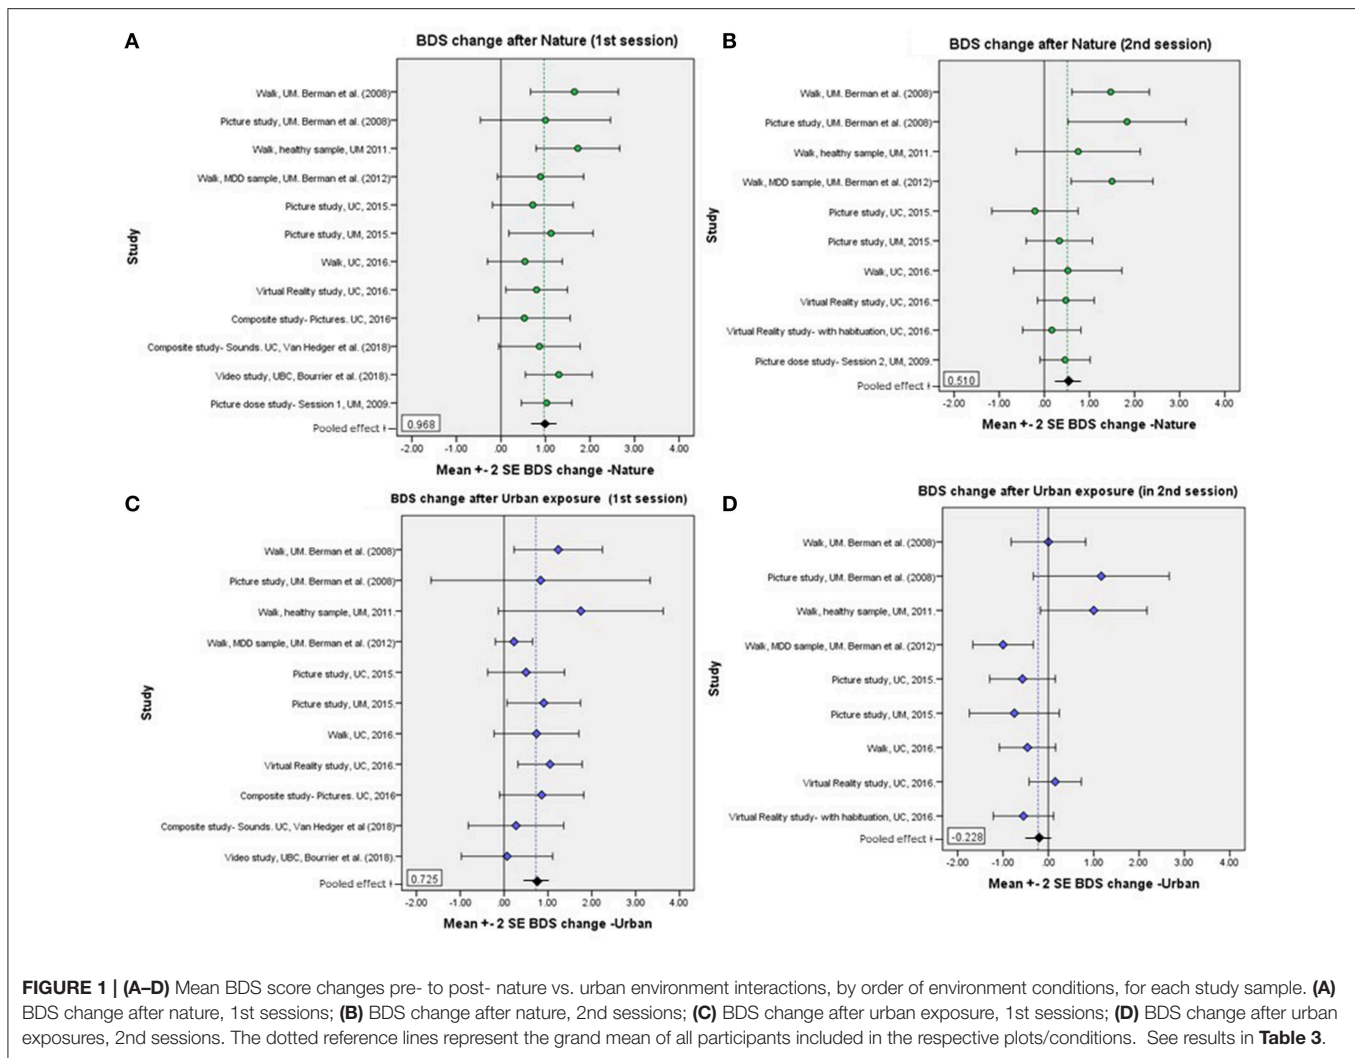 A
BDS change after Nature (1st session)
Study
Walk, UM. Berman et al. (2008)
Picture study, UM. Berman et al. (2008)
Walk, healthy sample, UM 2011.
Walk, MDD sample, UM. Berman et al. (2012)
Picture study, UC, 2015.
Picture study, UM, 2015.
Walk, UC, 2016.
Virtual Reality study, UC, 2016.
Composite study- Pictures. UC, 2016
Composite study- Sounds. UC, Van Hedger et al. (2018)
Video study, UBC, Bourrier et al. (2018).
Picture dose study- Session 1, UM, 2009.
Pooled effect
0.968
-2.00 -1.00 .00 1.00 2.00 3.00 4.00
Mean +- 2 SE BDS change -Nature
B
BDS change after Nature (2nd session)
Study
Walk, UM. Berman et al. (2008)
Picture study, UM. Berman et al. (2008)
Walk, healthy sample, UM, 2011.
Walk, MDD sample, UM. Berman et al. (2012)
Picture study, UC, 2015.
Picture study, UM, 2015.
Walk, UC, 2016.
Virtual Reality study, UC, 2016.
Virtual Reality study- with habituation, UC, 2016.
Picture dose study- Session 2, UM, 2009.
Pooled effect
0.510
-2.00 -1.00 .00 1.00 2.00 3.00 4.00
Mean +- 2 SE BDS change -Nature
C
BDS change after Urban exposure (1st session)
Study
Walk, UM. Berman et al. (2008)
Picture study, UM. Berman et al. (2008)
Walk, healthy sample, UM, 2011.
Walk, MDD sample, UM. Berman et al. (2012)
Picture study, UC, 2015.
Picture study, UM, 2015.
Walk, UC, 2016.
Virtual Reality study, UC, 2016.
Composite study- Pictures. UC, 2016
Composite study- Sounds. UC, Van Hedger et al (2018)
Video study, UBC, Bourrier et al. (2018).
Pooled effect
0.725
-2.00 -1.00 .00 1.00 2.00 3.00 4.00
Mean +- 2 SE BDS change -Urban
D
BDS change after Urban exposure (in 2nd session)
Study
Walk, UM. Berman et al. (2008)
Picture study, UM. Berman et al. (2008)
Walk, healthy sample, UM, 2011.
Walk, MDD sample, UM. Berman et al. (2012)
Picture study, UC, 2015.
Picture study, UM, 2015.
Walk, UC, 2016.
Virtual Reality study, UC, 2016.
Virtual Reality study- with habituation, UC, 2016.
Pooled effect
-0.228
-2.00 -1.00 .00 1.00 2.00 3.00 4.00
Mean +- 2 SE BDS change -Urban
FIGURE 1 | (A–D) Mean BDS score changes pre- to post- nature vs. urban environment interactions, by order of environment conditions, for each study sample. (A)
BDS change after nature, 1st sessions; (B) BDS change after nature, 2nd sessions; (C) BDS change after urban exposure, 1st sessions; (D) BDS change after urban
exposures, 2nd sessions. The dotted reference lines represent the grand mean of all participants included in the respective plots/conditions. See results in Table 3.